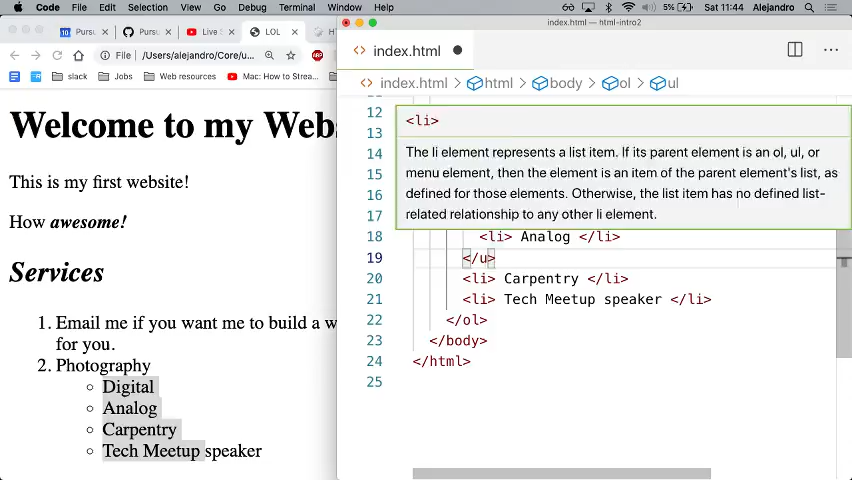 Code File Edit Selection View Go Debug Terminal Window Help 5% Sat 11:44 Alejandro
index.html — html-intro2
Pursu Pursu Live S LOL
File /Users/alejandro/Core/u
slack Jobs Web resources Mac: How to Stream
Welcome to my Webs
This is my first website!
How awesome!
Services
1. Email me if you want me to build a w
for you.
2. Photography
Digital
Analog
Carpentry
Tech Meetup speaker
index.html
index.html html body ol ul
12
13
14
15
16
17
<li>
The li element represents a list item. If its parent element is an ol, ul, or
menu element, then the element is an item of the parent element's list, as
defined for those elements. Otherwise, the list item has no defined list-
related relationship to any other li element.
18 <li> Analog </li>
19 </u>
20 <li> Carpentry </li>
21 <li> Tech Meetup speaker </li>
22 </ol>
23 </body>
24 </html>
25